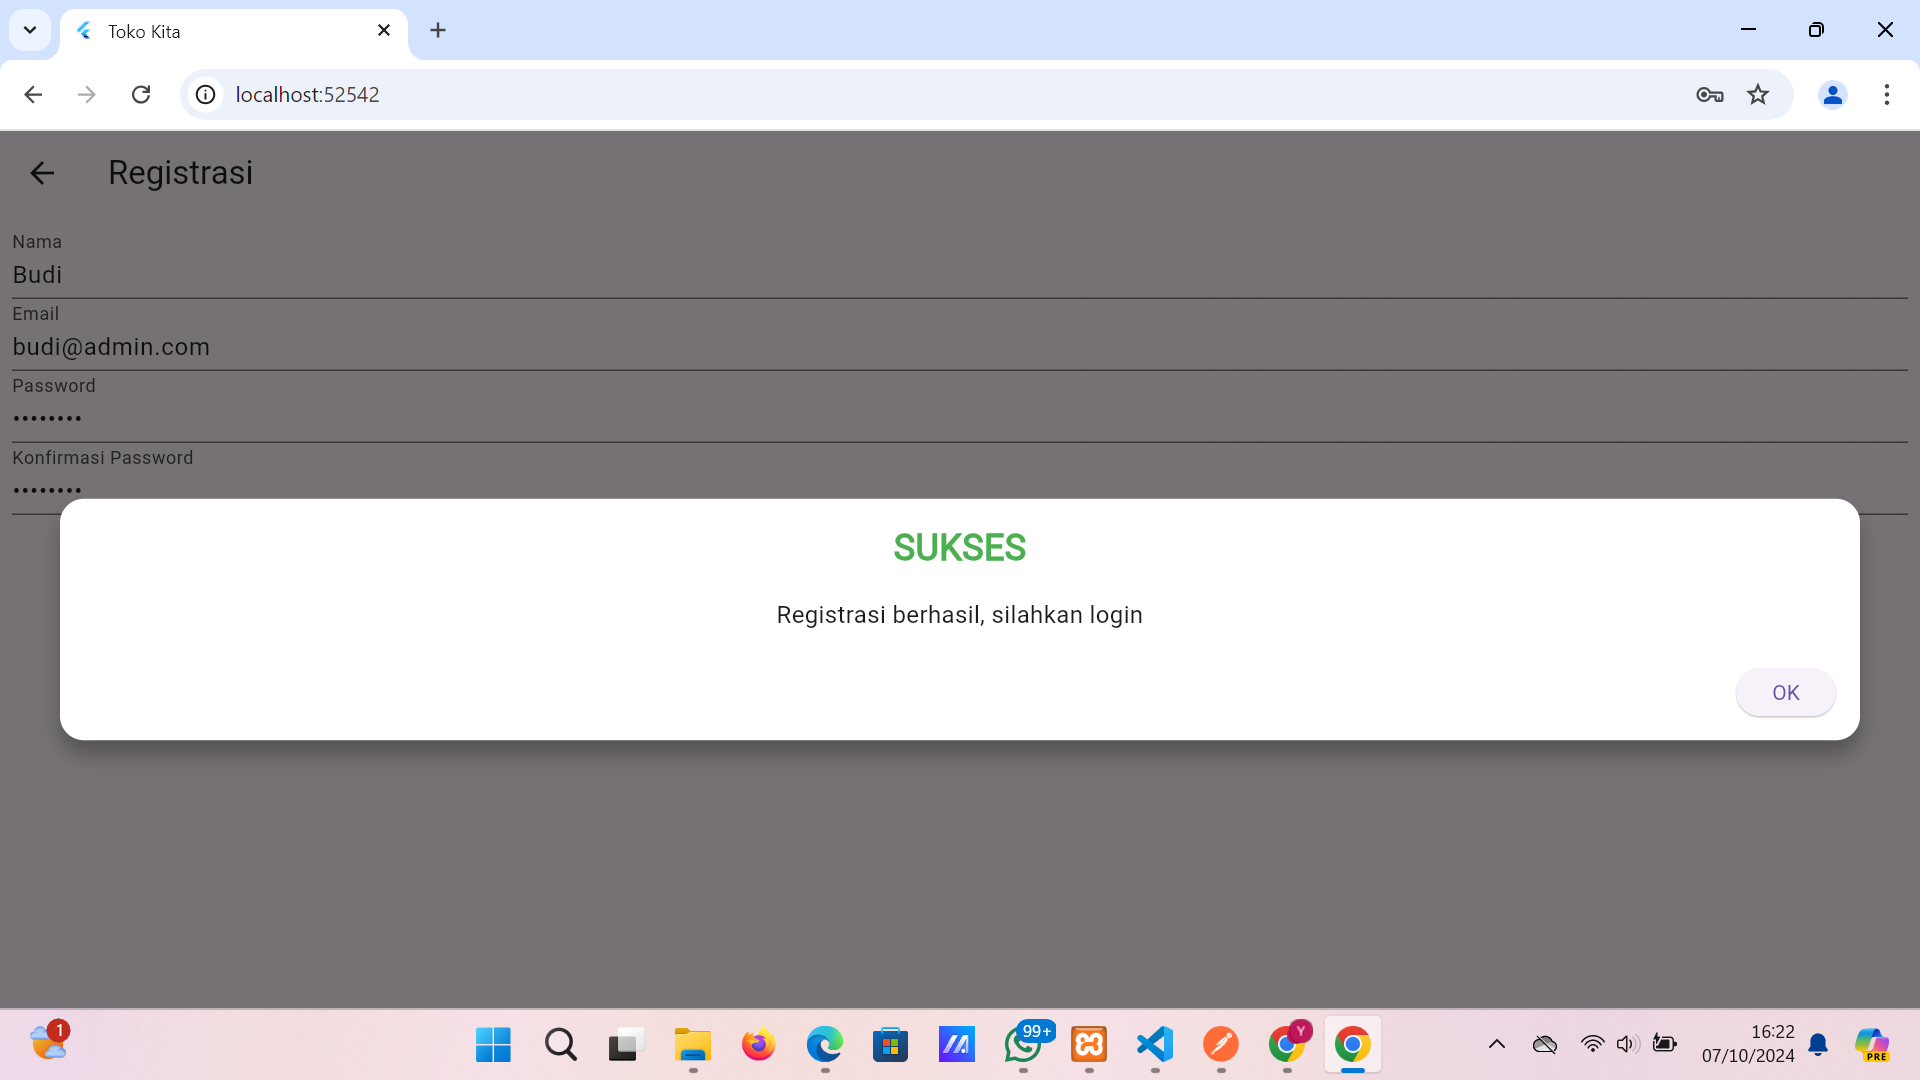 Toko Kita
localhost:52542
Registrasi
Nama
Budi
Email
budi@admin.com
Password
••••••••
Konfirmasi Password
••••••••
SUKSES
Registrasi berhasil, silahkan login
OK
1
99+
Y
16:22
07/10/2024
PRE